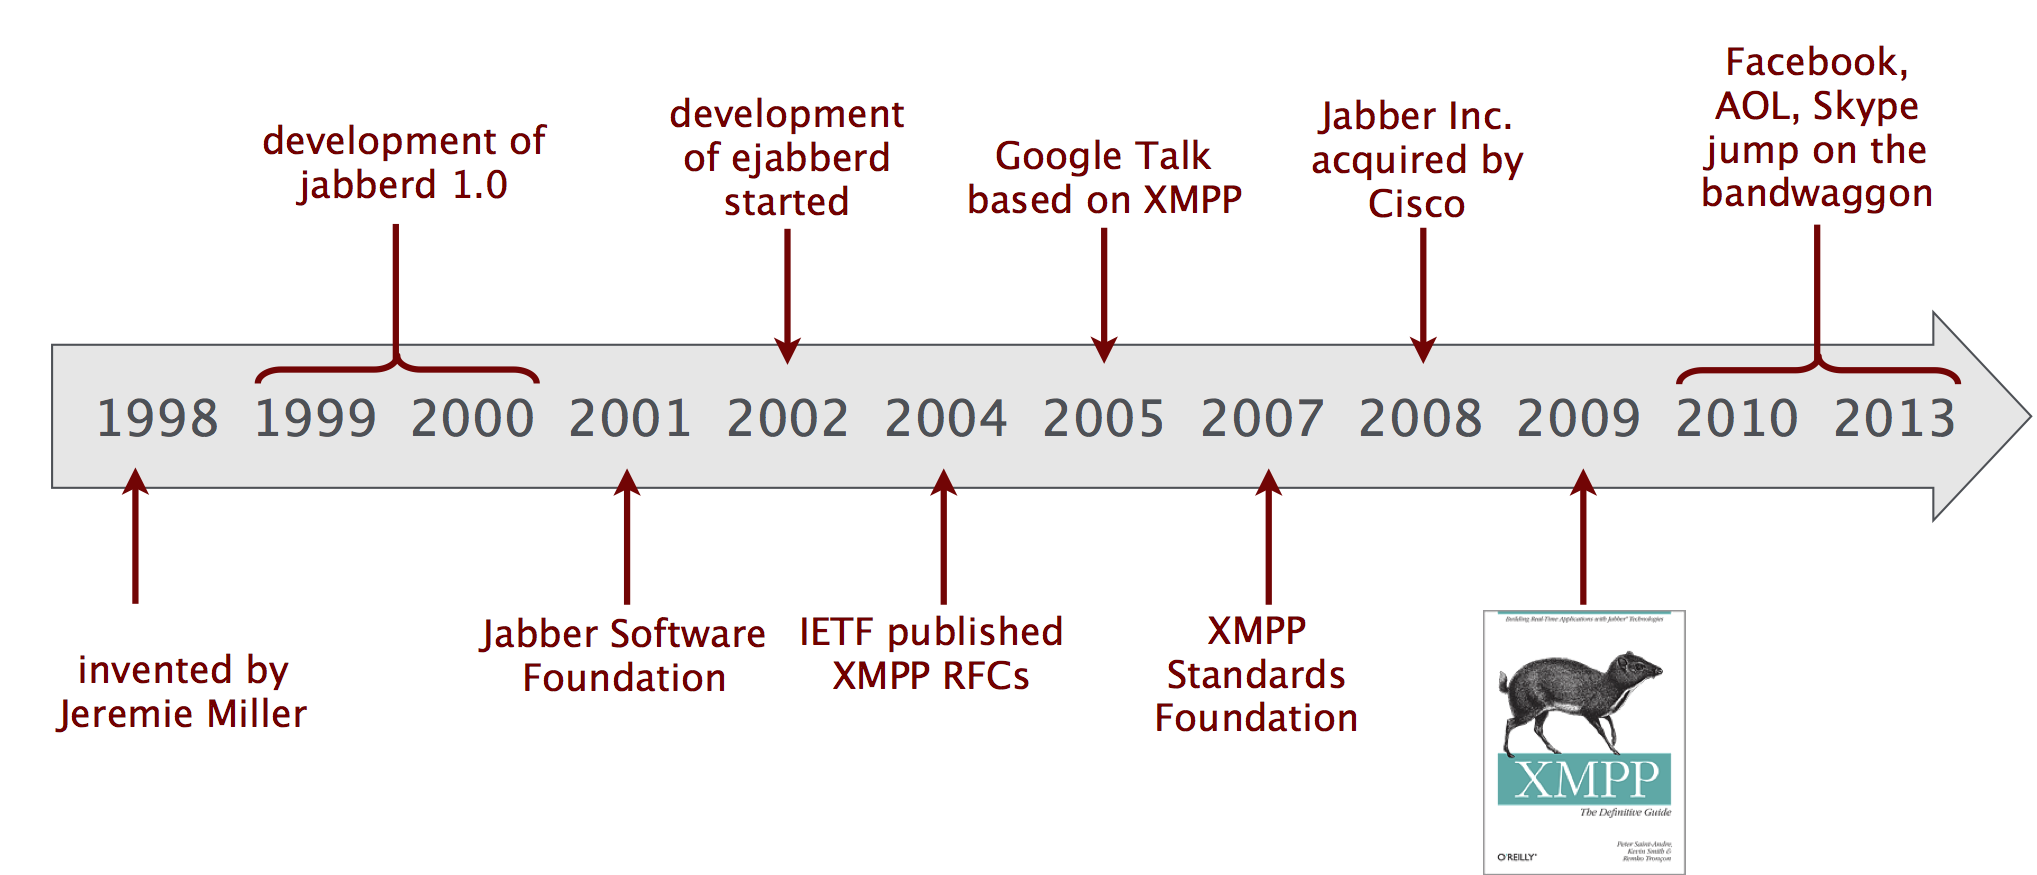 development of
jabberd 1.0
development
of ejabberd
started
Google Talk
based on XMPP
Jabber Inc.
acquired by
Cisco
Facebook,
AOL, Skype
jump on the
bandwaggon
1998 1999 2000 2001 2002 2004 2005 2007 2008 2009 2010 2013
invented by
Jeremie Miller
Jabber Software
Foundation
IETF published
XMPP RFCs
XMPP
Standards
Foundation
Building Real-Time Applications with Jabber® Technologies
XMPP
The Definitive Guide
O'REILLY®
Peter Saint-Andre,
Kevin Smith &
Remko Tronçon